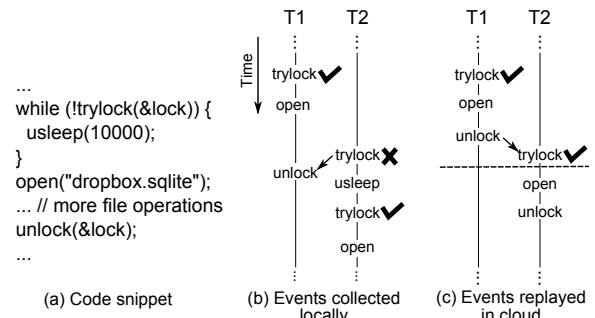 ...
while (!trylock(&lock)) {
usleep(10000);
}
open("dropbox.sqlite");
... // more file operations
unlock(&lock);
...
(a) Code snippet
T1 T2
Time
trylock
open
trylock
unlock
usleep
trylock
open
(b) Events collected
locally
T1 T2
trylock
open
unlock
trylock
open
unlock
(c) Events replayed
in cloud